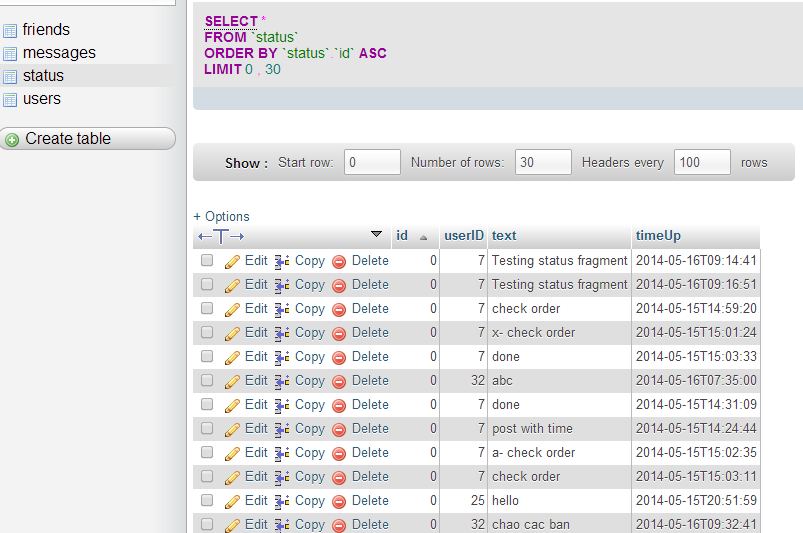 SELECT *
FROM `status`
ORDER BY `status`.`id` ASC
LIMIT 0 , 30
friends
messages
status
users
Create table
Show : Start row: 0 Number of rows: 30 Headers every 100 rows
+ Options
←T→ id userID text timeUp
Edit Copy Delete 0 7 Testing status fragment 2014-05-16T09:14:41
Edit Copy Delete 0 7 Testing status fragment 2014-05-16T09:16:51
Edit Copy Delete 0 7 check order 2014-05-15T14:59:20
Edit Copy Delete 0 7 x- check order 2014-05-15T15:01:24
Edit Copy Delete 0 7 done 2014-05-15T15:03:33
Edit Copy Delete 0 32 abc 2014-05-16T07:35:00
Edit Copy Delete 0 7 done 2014-05-15T14:31:09
Edit Copy Delete 0 7 post with time 2014-05-15T14:24:44
Edit Copy Delete 0 7 a- check order 2014-05-15T15:02:35
Edit Copy Delete 0 7 check order 2014-05-15T15:03:11
Edit Copy Delete 0 25 hello 2014-05-15T20:51:59
Edit Copy Delete 0 32 chao cac ban 2014-05-16T09:32:41